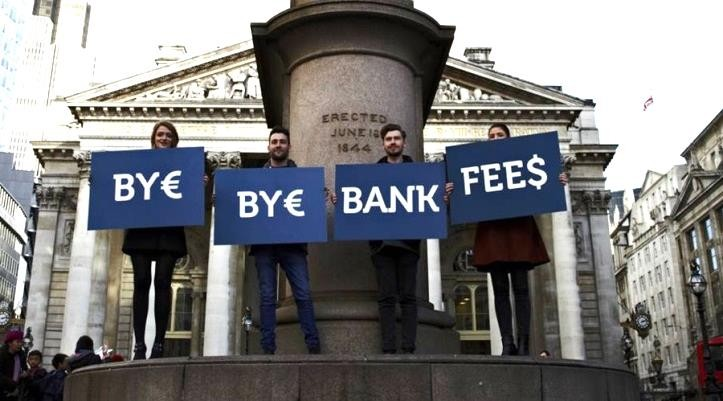 ERECTED
JUNE 18
1844
BY€
BY€
BANK
FEE$